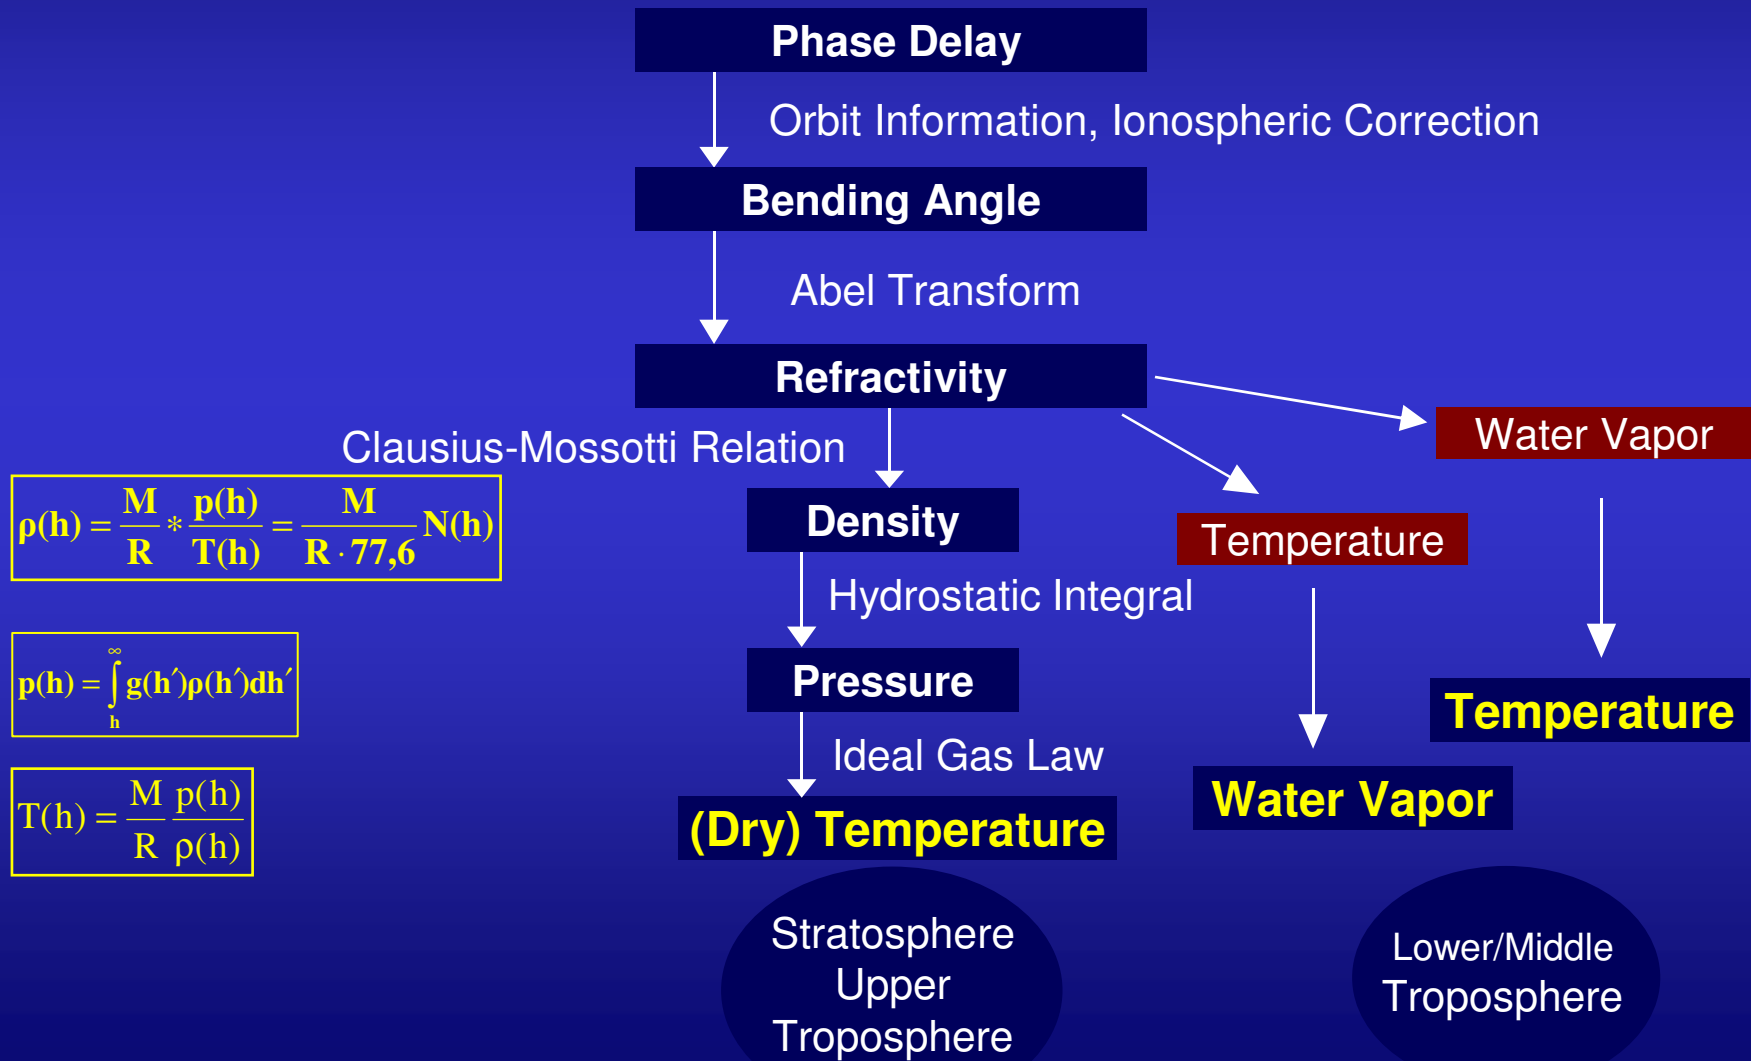 Phase Delay
Orbit Information, Ionospheric Correction
Bending Angle
Abel Transform
Refractivity
Clausius-Mossotti Relation
ρ(h) = M/R * p(h)/T(h) = M/(R · 77,6) N(h)
Density
Hydrostatic Integral
p(h) = ∫_h^∞ g(h′)ρ(h′)dh′
Pressure
Ideal Gas Law
T(h) = M/R p(h)/ρ(h)
(Dry) Temperature
Stratosphere
Upper
Troposphere
Temperature
Water Vapor
Water Vapor
Temperature
Lower/Middle
Troposphere